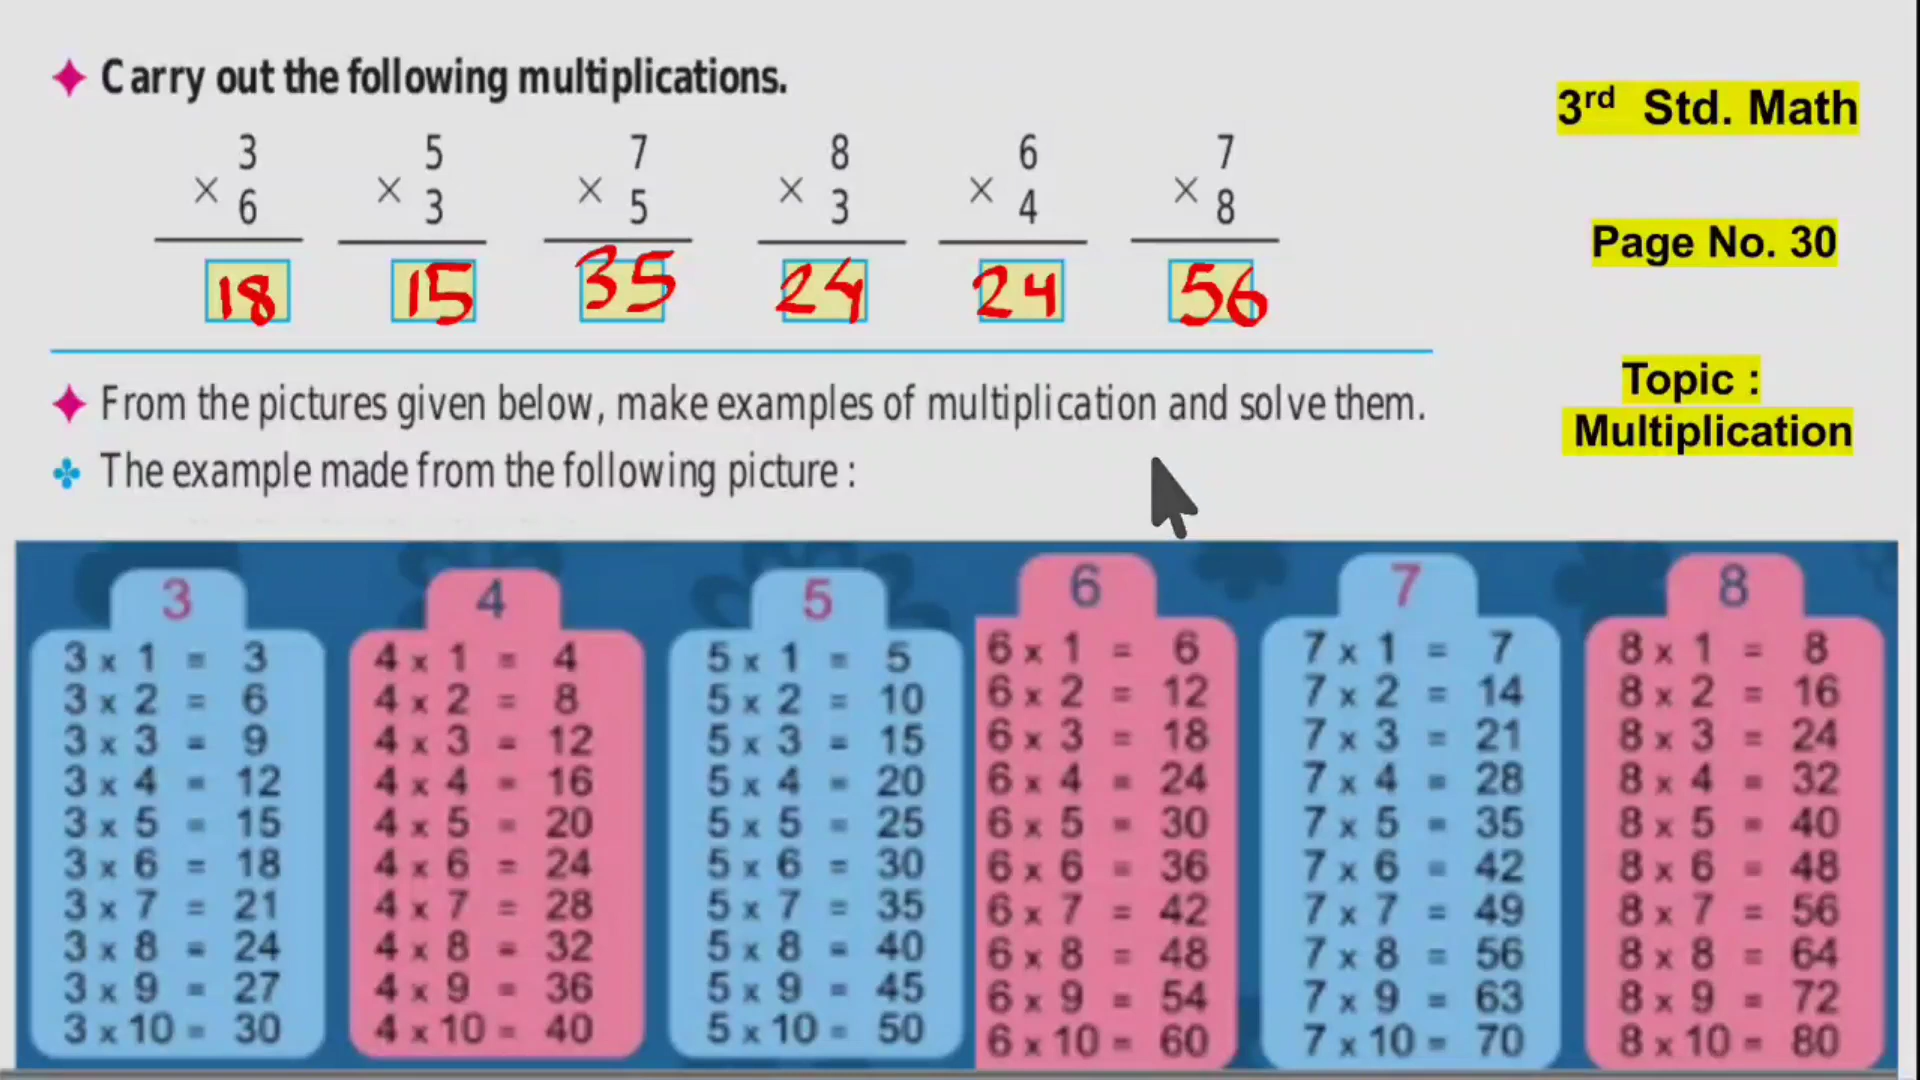 Carry out the following multiplications.
3 5 7 8 6 7
× 6 × 3 × 5 × 3 × 4 × 8
18 15 35 24 24 56
3rd Std. Math
Page No. 30
Topic :
Multiplication
From the pictures given below, make examples of multiplication and solve them.
The example made from the following picture :
3
3 x 1 = 3
3 x 2 = 6
3 x 3 = 9
3 x 4 = 12
3 x 5 = 15
3 x 6 = 18
3 x 7 = 21
3 x 8 = 24
3 x 9 = 27
3 x 10 = 30
4
4 x 1 = 4
4 x 2 = 8
4 x 3 = 12
4 x 4 = 16
4 x 5 = 20
4 x 6 = 24
4 x 7 = 28
4 x 8 = 32
4 x 9 = 36
4 x 10 = 40
5
5 x 1 = 5
5 x 2 = 10
5 x 3 = 15
5 x 4 = 20
5 x 5 = 25
5 x 6 = 30
5 x 7 = 35
5 x 8 = 40
5 x 9 = 45
5 x 10 = 50
6
6 x 1 = 6
6 x 2 = 12
6 x 3 = 18
6 x 4 = 24
6 x 5 = 30
6 x 6 = 36
6 x 7 = 42
6 x 8 = 48
6 x 9 = 54
6 x 10 = 60
7
7 x 1 = 7
7 x 2 = 14
7 x 3 = 21
7 x 4 = 28
7 x 5 = 35
7 x 6 = 42
7 x 7 = 49
7 x 8 = 56
7 x 9 = 63
7 x 10 = 70
8
8 x 1 = 8
8 x 2 = 16
8 x 3 = 24
8 x 4 = 32
8 x 5 = 40
8 x 6 = 48
8 x 7 = 56
8 x 8 = 64
8 x 9 = 72
8 x 10 = 80